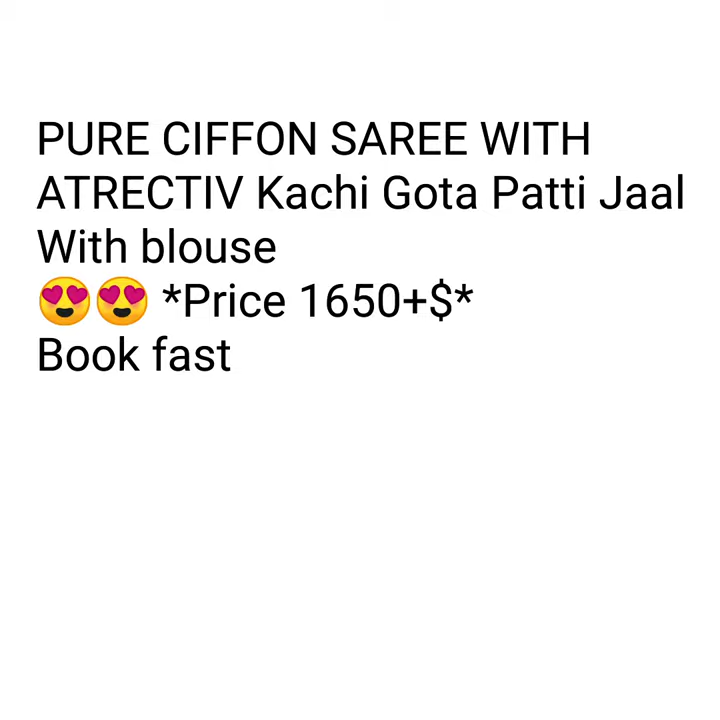 PURE CIFFON SAREE WITH
ATRECTIV Kachi Gota Patti Jaal
With blouse
😍😍 *Price 1650+$*
Book fast